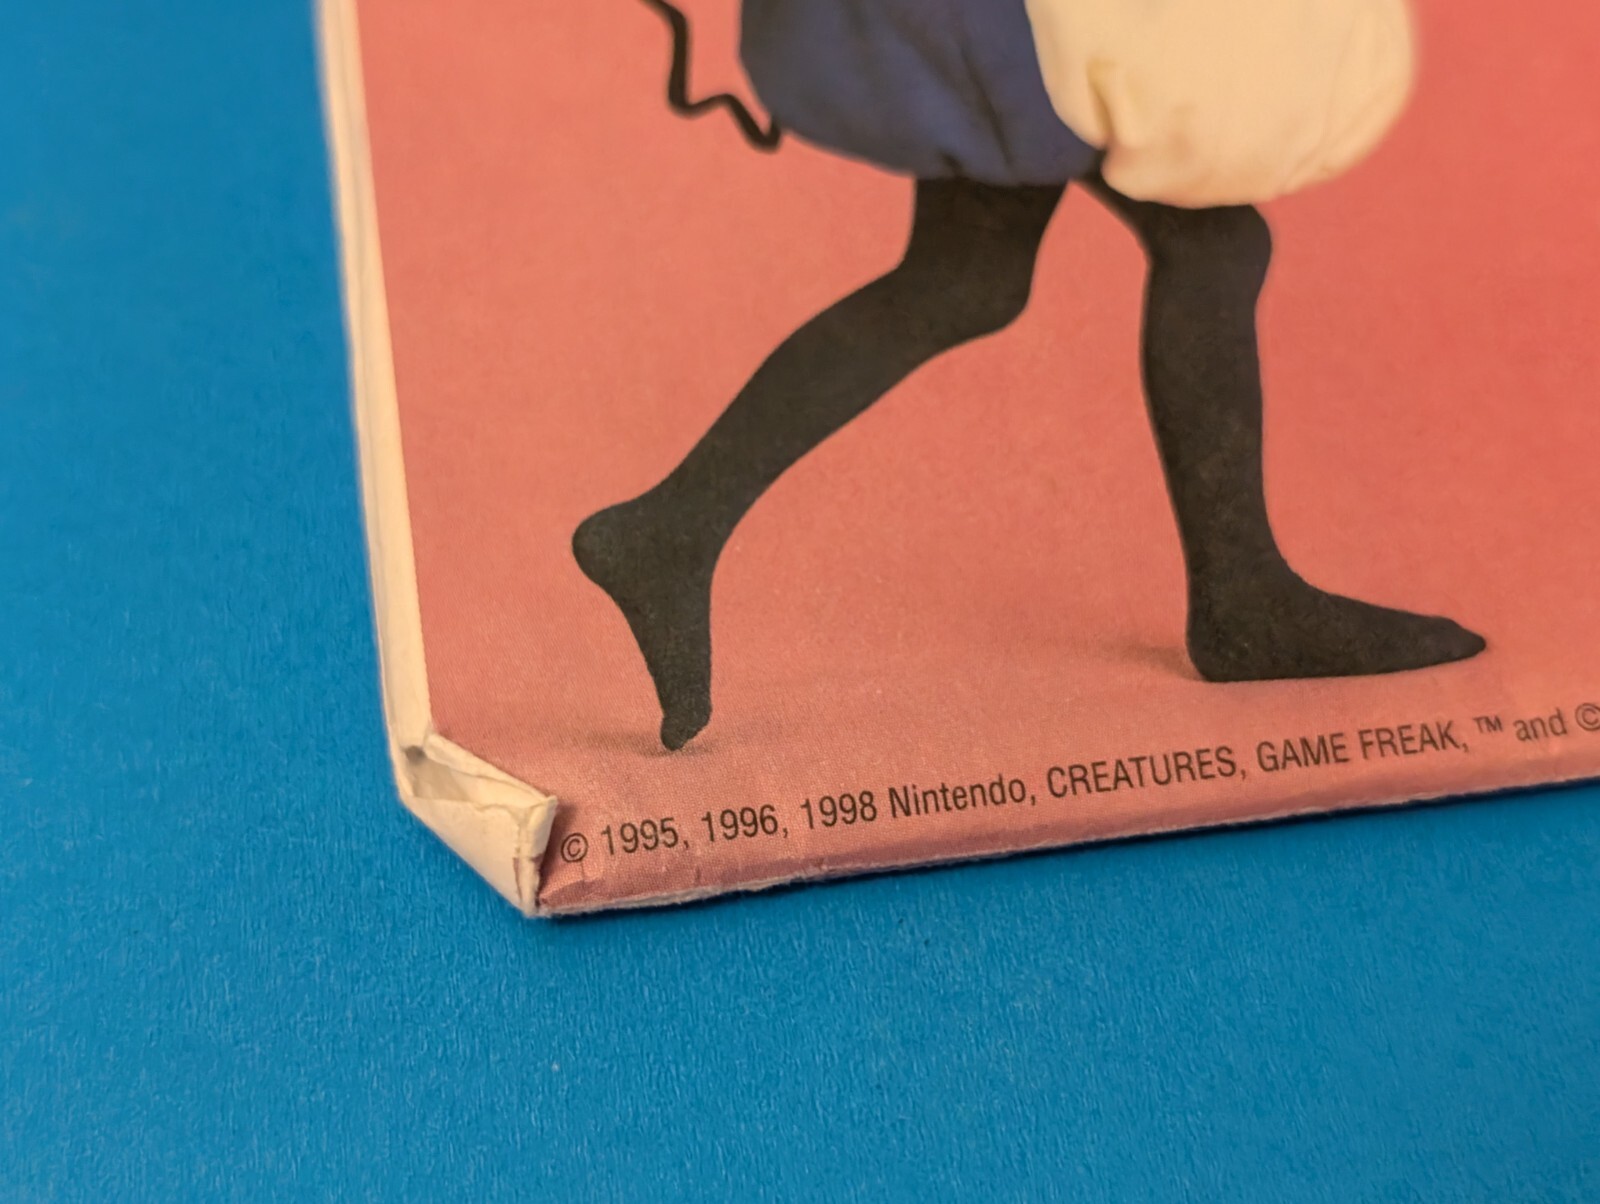 © 1995, 1996, 1998 Nintendo, CREATURES, GAME FREAK, ™ and ©